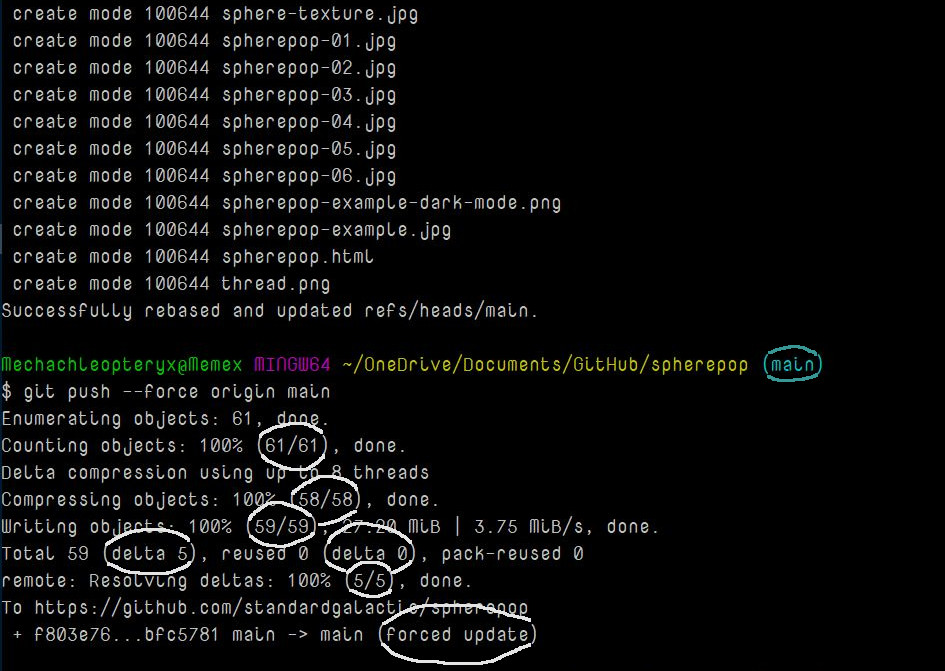 create mode 100644 sphere-texture.jpg
create mode 100644 spherepop-01.jpg
create mode 100644 spherepop-02.jpg
create mode 100644 spherepop-03.jpg
create mode 100644 spherepop-04.jpg
create mode 100644 spherepop-05.jpg
create mode 100644 spherepop-06.jpg
create mode 100644 spherepop-example-dark-mode.png
create mode 100644 spherepop-example.jpg
create mode 100644 spherepop.html
create mode 100644 thread.png
Successfully rebased and updated refs/heads/main.
Mechachleopteryx@Memex MINGW64 ~/OneDrive/Documents/GitHub/spherepop (main)
$ git push --force origin main
Enumerating objects: 61, done.
Counting objects: 100% (61/61), done.
Delta compression using up to 8 threads
Compressing objects: 100% (58/58), done.
Writing objects: 100% (59/59), 27.20 MiB | 3.75 MiB/s, done.
Total 59 (delta 5), reused 0 (delta 0), pack-reused 0
remote: Resolving deltas: 100% (5/5), done.
To https://github.com/standardgalactic/spherepop
+ f803e76...bfc5781 main -> main (forced update)